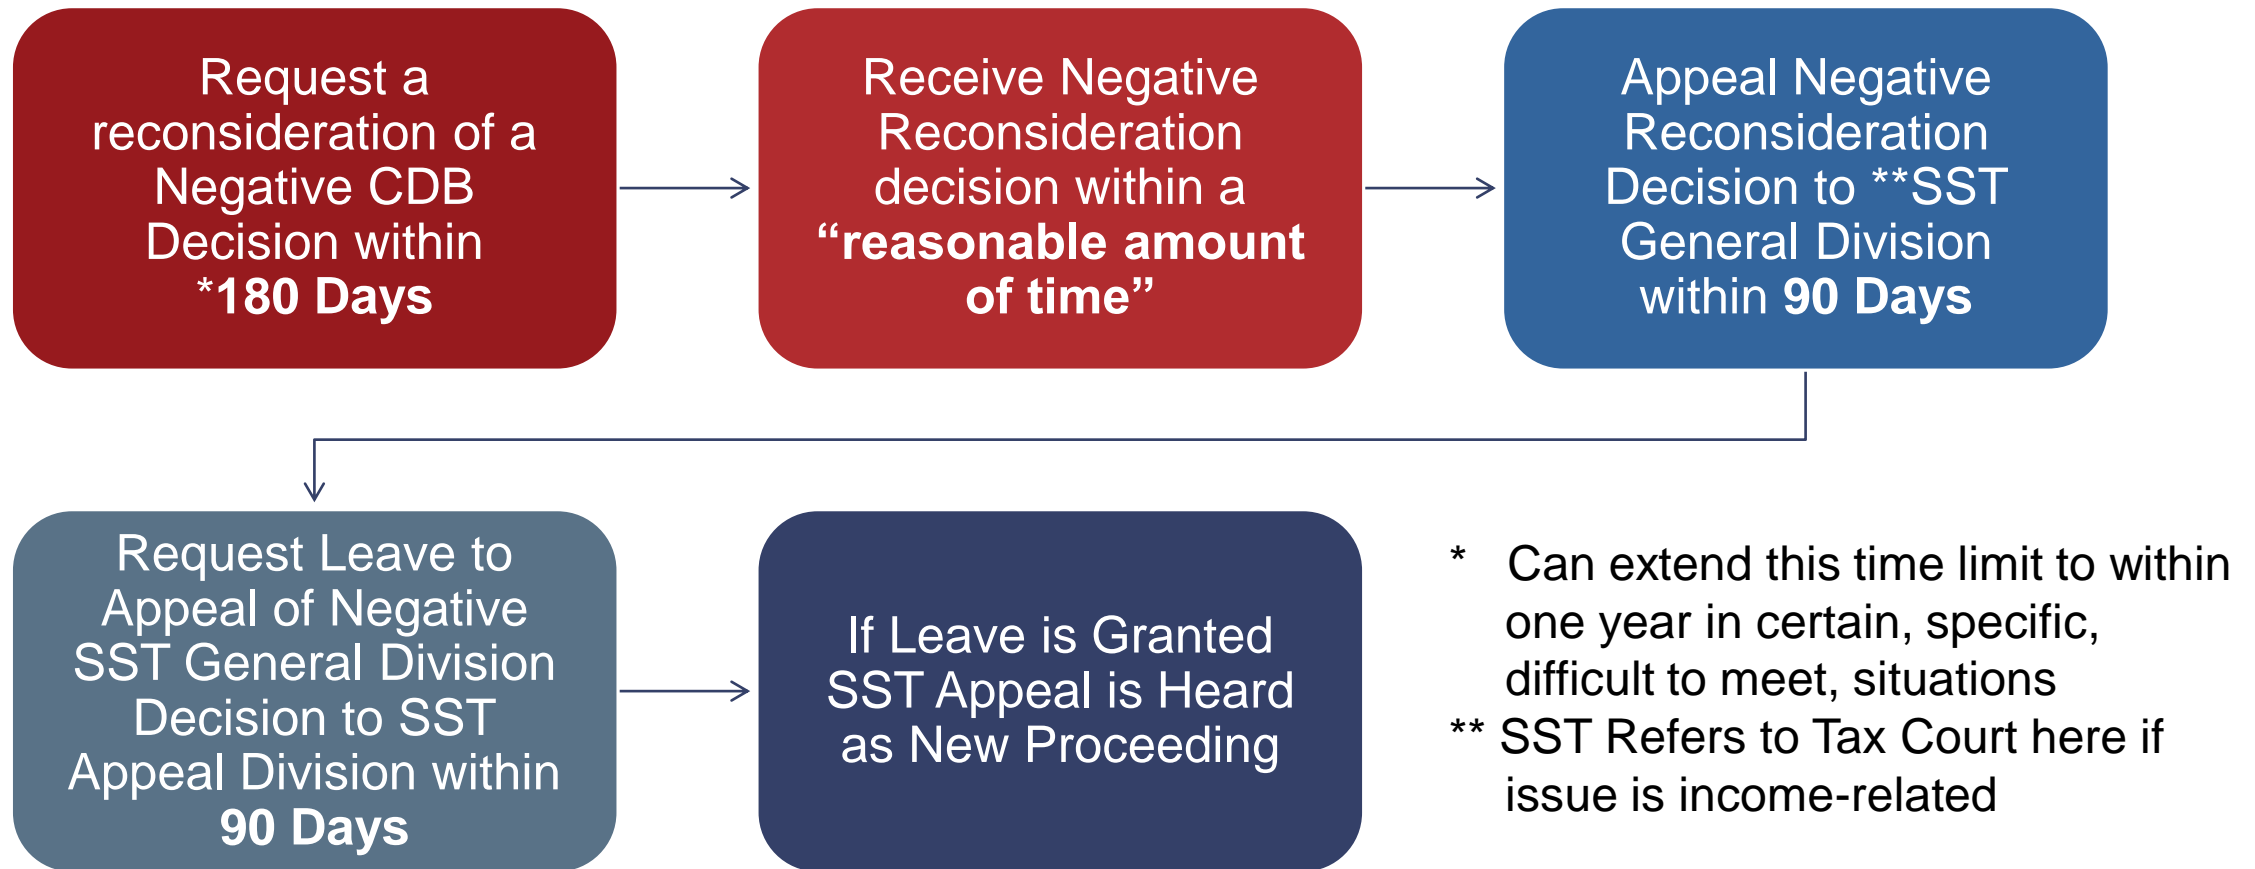 Request a
reconsideration of a
Negative CDB
Decision within
*180 Days
Receive Negative
Reconsideration
decision within a
“reasonable amount
of time”
Appeal Negative
Reconsideration
Decision to **SST
General Division
within 90 Days
Request Leave to
Appeal of Negative
SST General Division
Decision to SST
Appeal Division within
90 Days
If Leave is Granted
SST Appeal is Heard
as New Proceeding
* Can extend this time limit to within
one year in certain, specific,
difficult to meet, situations
** SST Refers to Tax Court here if
issue is income-related